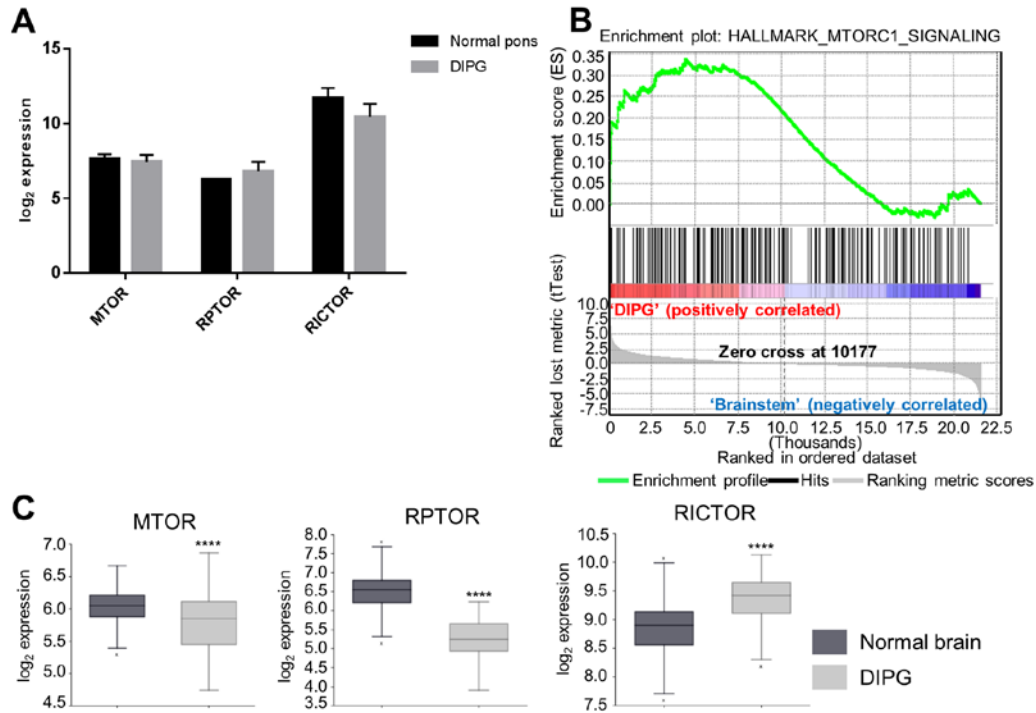 A
Normal pons
DIPG
log2 expression
15
10
5
0
MTOR
RPTOR
RICTOR
B
Enrichment plot: HALLMARK_MTORC1_SIGNALING
Enrichment score (ES)
0.35
0.30
0.25
0.20
0.15
0.10
0.05
0.00
Ranked lost metric (tTest)
10.0
7.5
5.0
2.5
0.0
-2.5
-5.0
-7.5
'DIPG' (positively correlated)
Zero cross at 10177
'Brainstem' (negatively correlated)
0 2.5 5.0 7.5 10.0 12.5 15.0 17.5 20.0 22.5
(Thousands)
Ranked in ordered dataset
Enrichment profile Hits Ranking metric scores
C
MTOR
log2 expression
7.0
6.5
6.0
5.5
5.0
4.5
****
RPTOR
log2 expression
8.0
7.5
7.0
6.5
6.0
5.5
5.0
4.5
4.0
3.5
****
RICTOR
log2 expression
10.5
10.0
9.5
9.0
8.5
8.0
7.5
****
Normal brain
DIPG